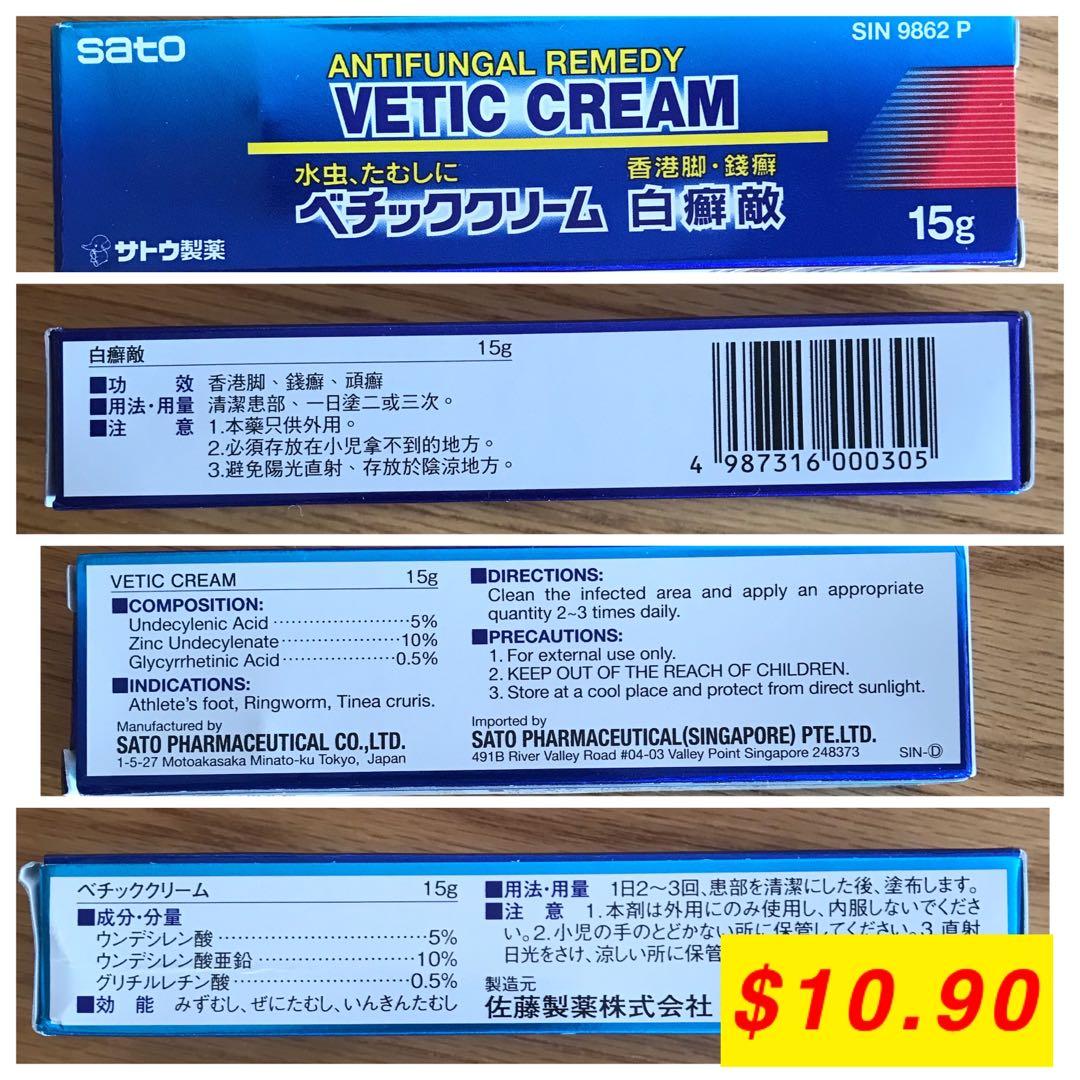 sato
SIN 9862 P
ANTIFUNGAL REMEDY
VETIC CREAM
水虫、たむしに
香港脚・錢癬
ベチッククリーム 白癬敵
サトウ製薬
15g
白癬敵 15g
■功 效 香港脚、錢癬、頑癬
■用法・用量 清潔患部、一日塗二或三次。
■注 意 1.本藥只供外用。
2.必須存放在小児拿不到的地方。
3.避免陽光直射、存放於陰涼地方。
4 987316 000305
VETIC CREAM 15g
■COMPOSITION:
Undecylenic Acid ·····················5%
Zinc Undecylenate ··················10%
Glycyrrhetinic Acid ·················0.5%
■INDICATIONS:
Athlete's foot, Ringworm, Tinea cruris.
Manufactured by
SATO PHARMACEUTICAL CO.,LTD.
1-5-27 Motoakasaka Minato-ku Tokyo, Japan
■DIRECTIONS:
Clean the infected area and apply an appropriate
quantity 2~3 times daily.
■PRECAUTIONS:
1. For external use only.
2. KEEP OUT OF THE REACH OF CHILDREN.
3. Store at a cool place and protect from direct sunlight.
Imported by
SATO PHARMACEUTICAL(SINGAPORE) PTE.LTD.
491B River Valley Road #04-03 Valley Point Singapore 248373
SIN-Ⓓ
ベチッククリーム 15g
■成分・分量
ウンデシレン酸 ·····················5%
ウンデシレン酸亜鉛 ··················10%
グリチルレチン酸 ·····················0.5%
■効 能 みずむし、ぜにたむし、いんきんたむし
■用法・用量 1日2～3回、患部を清潔にした後、塗布します。
■注 意 1.本剤は外用にのみ使用し、内服しないでくださ
い。2.小児の手のとどかない所に保管してください。3.直射
日光をさけ、涼しい所に保管
製造元
佐藤製薬株式会社
$10.90